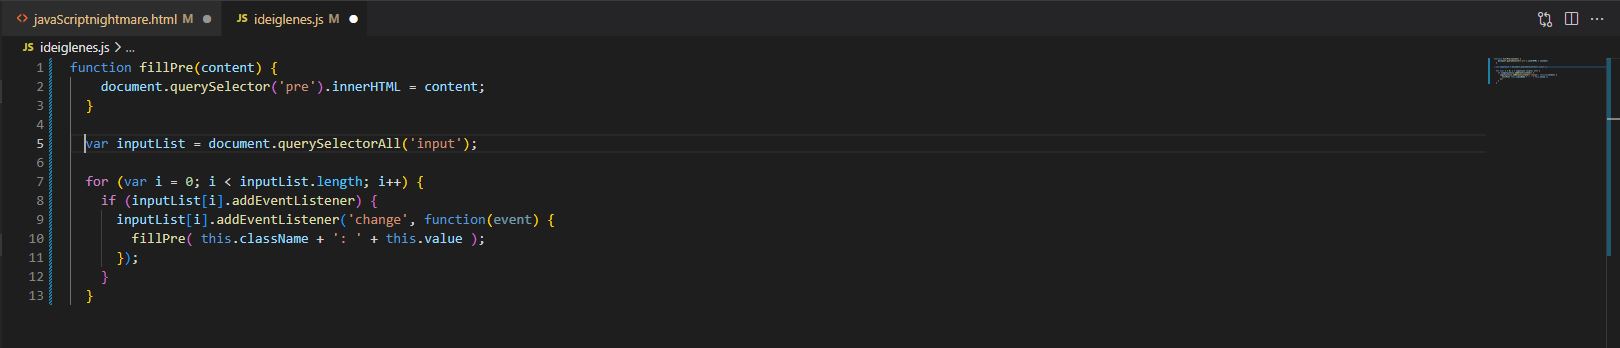 <> javaScriptnightmare.html M ● JS ideiglenes.js M ●
JS ideiglenes.js > ...
1 function fillPre(content) {
2     document.querySelector('pre').innerHTML = content;
3   }
4
5   var inputList = document.querySelectorAll('input');
6
7   for (var i = 0; i < inputList.length; i++) {
8     if (inputList[i].addEventListener) {
9       inputList[i].addEventListener('change', function(event) {
10         fillPre( this.className + ': ' + this.value );
11       });
12     }
13   }